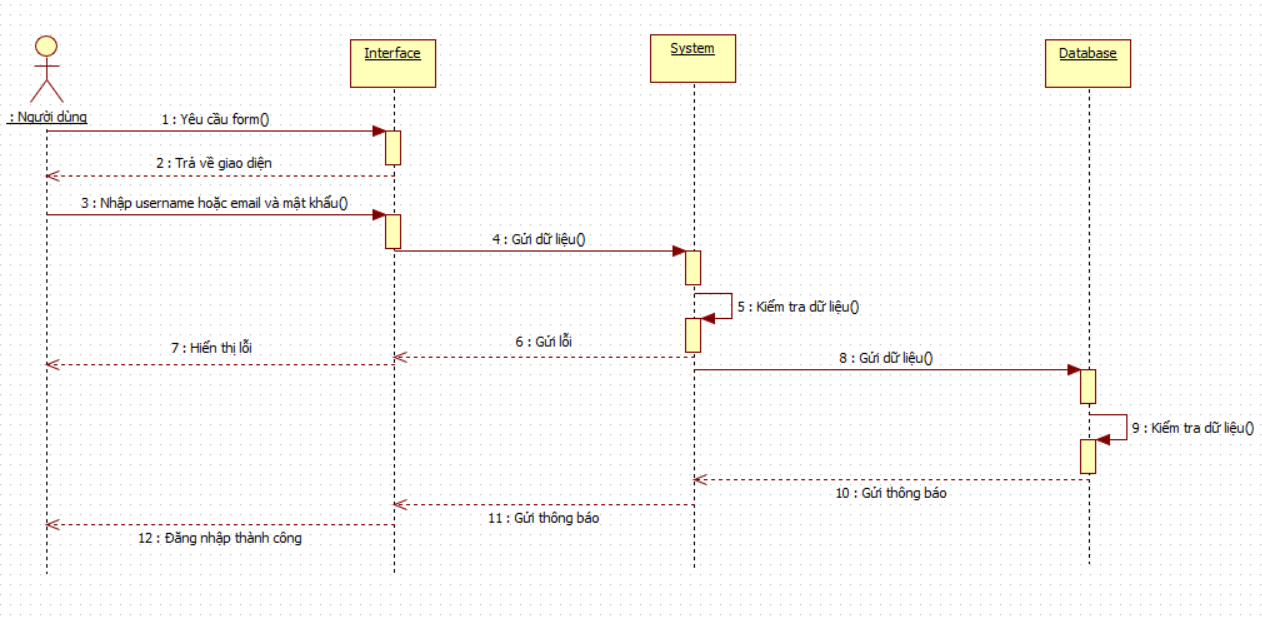 Interface
System
Database
: Người dùng
1 : Yêu cầu form()
2 : Trả về giao diện
3 : Nhập username hoặc email và mật khẩu()
4 : Gửi dữ liệu()
5 : Kiểm tra dữ liệu()
6 : Gửi lỗi
7 : Hiển thị lỗi
8 : Gửi dữ liệu()
9 : Kiểm tra dữ liệu()
10 : Gửi thông báo
11 : Gửi thông báo
12 : Đăng nhập thành công